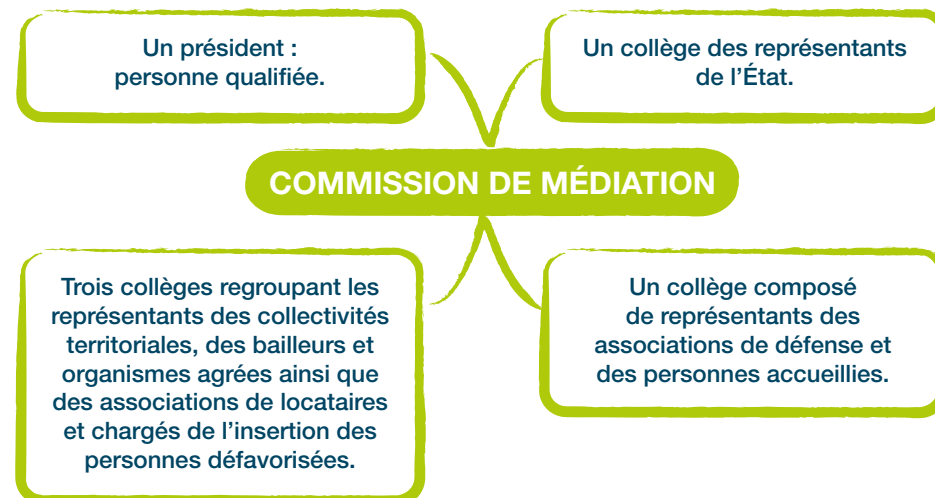 Un président :
personne qualifiée.
Un collège des représentants
de l'État.
COMMISSION DE MÉDIATION
Trois collèges regroupant les
représentants des collectivités
territoriales, des bailleurs et
organismes agrées ainsi que
des associations de locataires
et chargés de l'insertion des
personnes défavorisées.
Un collège composé
de représentants des
associations de défense et
des personnes accueillies.